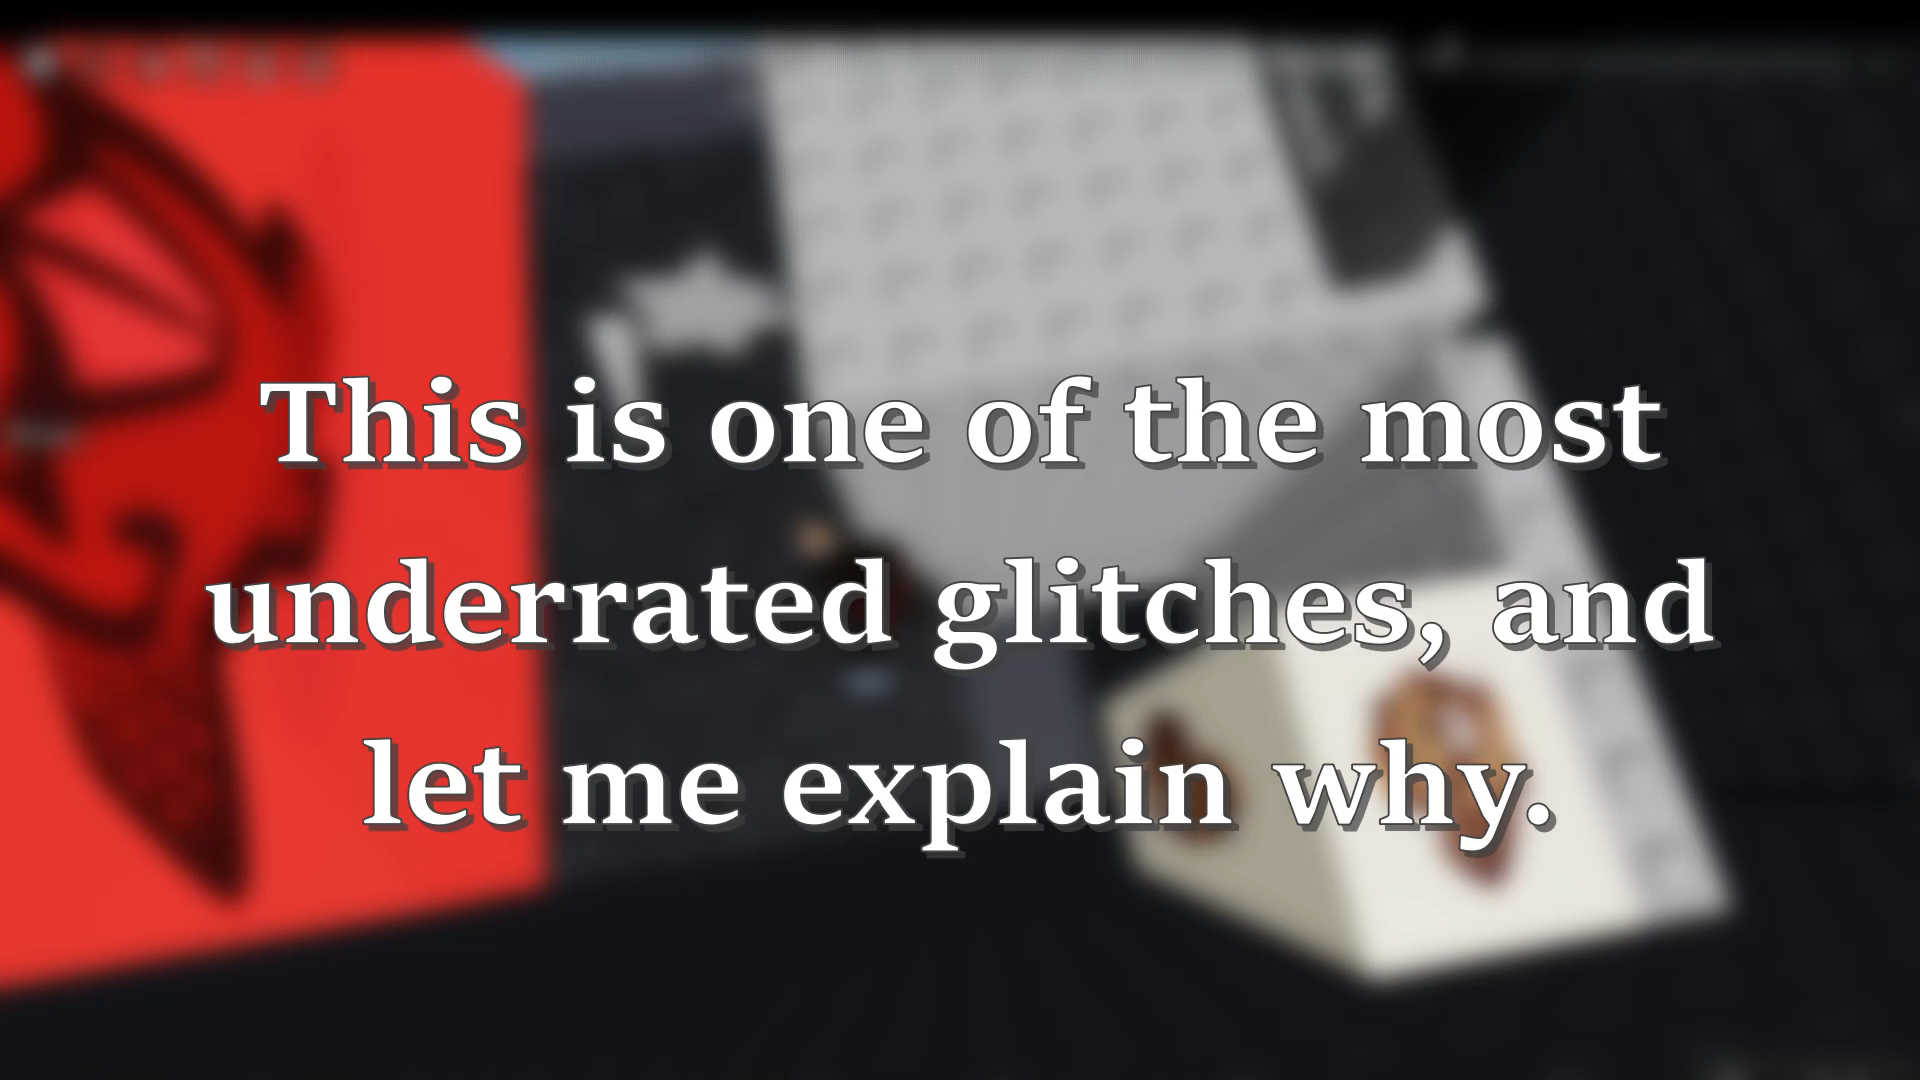 This is one of the most
underrated glitches, and
let me explain why.